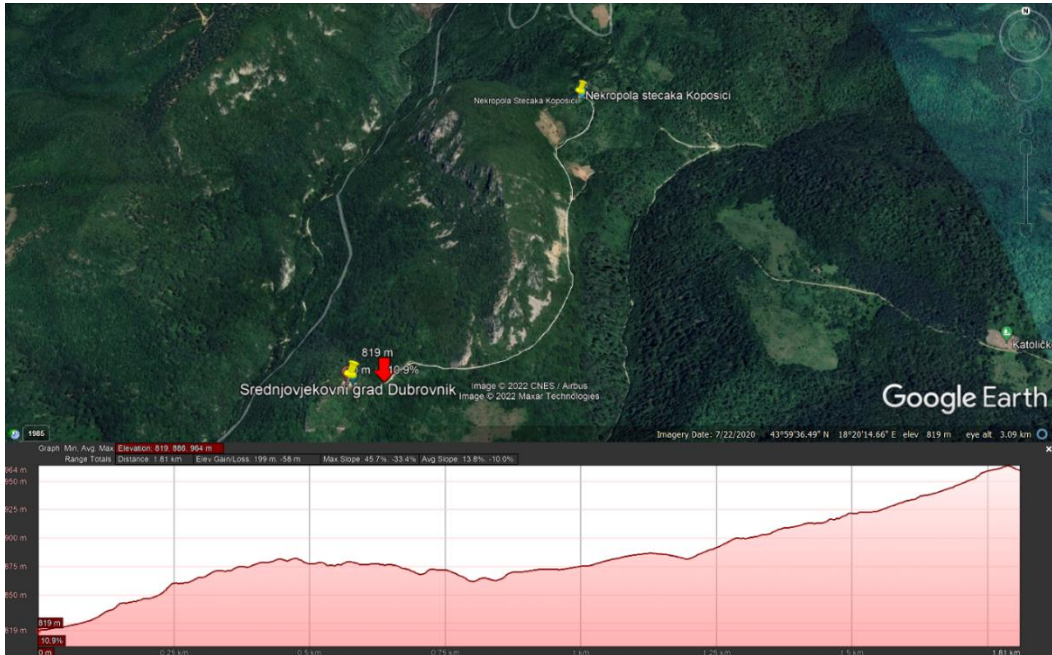 N
Nekropola Stecaka Koposići
Nekropola stecaka Koposici
Katoličk
819 m
m 10.9%
Srednjovjekovni grad Dubrovnik
Image © 2022 CNES / Airbus
Image © 2022 Maxar Technologies
Google Earth
1985
Imagery Date: 7/22/2020 43°59'36.49" N 18°20'14.66" E elev 819 m eye alt 3.09 km
Graph: Min, Avg, Max Elevation: 819, 886, 964 m
Range Totals: Distance: 1.81 km Elev Gain/Loss: 199 m, -58 m Max Slope: 45.7%, -33.4% Avg Slope: 13.8%, -10.0%
964 m
950 m
925 m
900 m
875 m
850 m
819 m
819 m
10.9%
0 m 0.25 km 0.5 km 0.75 km 1 km 1.25 km 1.5 km 1.81 km